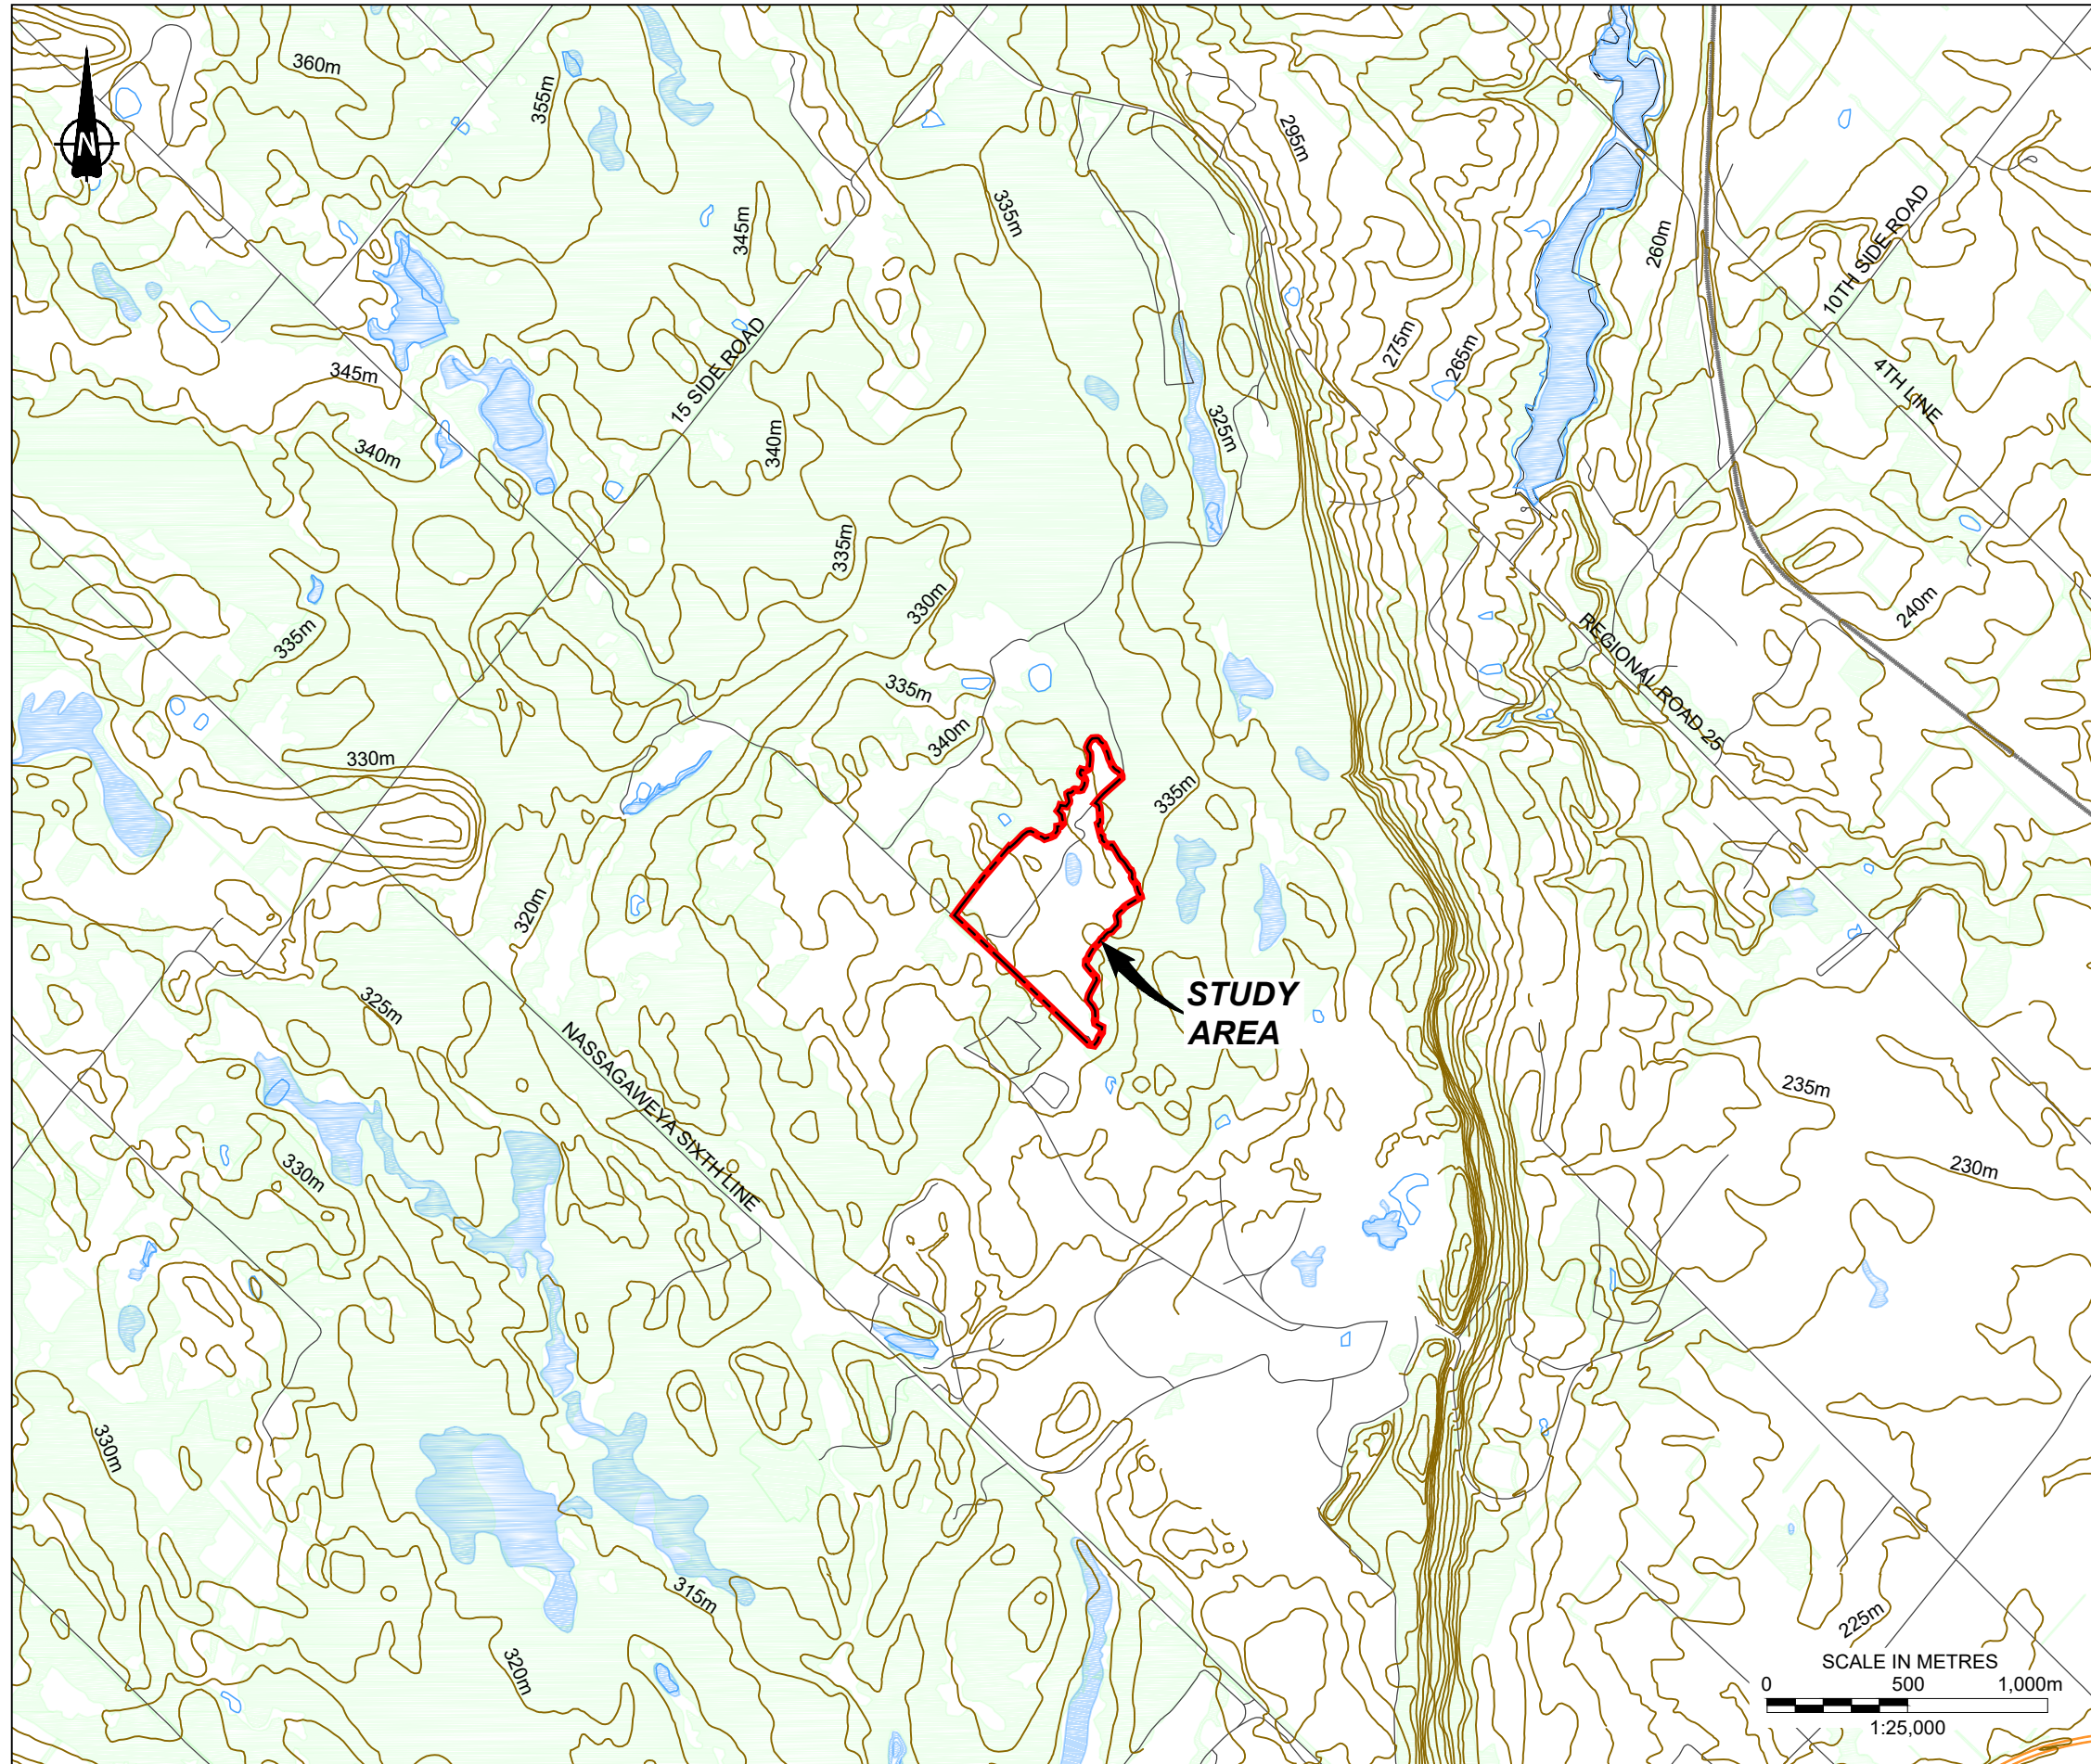 360m
355m
N
295m
335m
345m
260m
10TH SIDE ROAD
275m
265m
4TH LINE
345m
15 SIDE ROAD
325m
340m
340m
335m
330m
240m
335m
REGIONAL ROAD 25
335m
340m
330m
335m
320m
STUDY
AREA
325m
NASSAGAWEYA SIXTH LINE
235m
330m
230m
330m
315m
225m
320m
SCALE IN METRES
0 500 1,000m
1:25,000